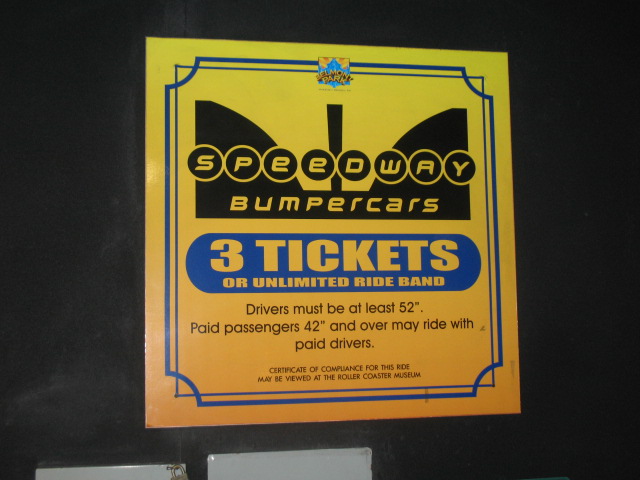 BELMONT PARK
SPEEDWAY
BUMPERCARS
3 TICKETS
OR UNLIMITED RIDE BAND
Drivers must be at least 52".
Paid passengers 42" and over may ride with
paid drivers.
CERTIFICATE OF COMPLIANCE FOR THIS RIDE
MAY BE VIEWED AT THE ROLLER COASTER MUSEUM